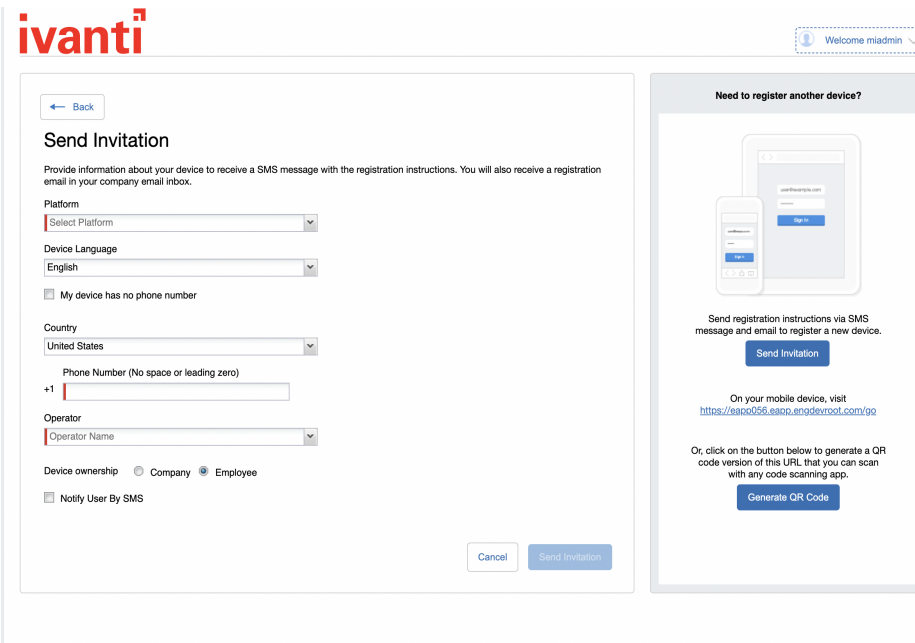 ivanti
Welcome miadmin
Back
Send Invitation
Provide information about your device to receive a SMS message with the registration instructions. You will also receive a registration
email in your company email inbox.
Platform
Select Platform
Device Language
English
My device has no phone number
Country
United States
Phone Number (No space or leading zero)
+1
Operator
Operator Name
Device ownership Company Employee
Notify User By SMS
Cancel Send Invitation
Need to register another device?
user@example.com
Sign In
Sign In
Send registration instructions via SMS
message and email to register a new device.
Send Invitation
On your mobile device, visit
https://eapp056.eapp.engdevroot.com/go
Or, click on the button below to generate a QR
code version of this URL that you can scan
with any code scanning app.
Generate QR Code